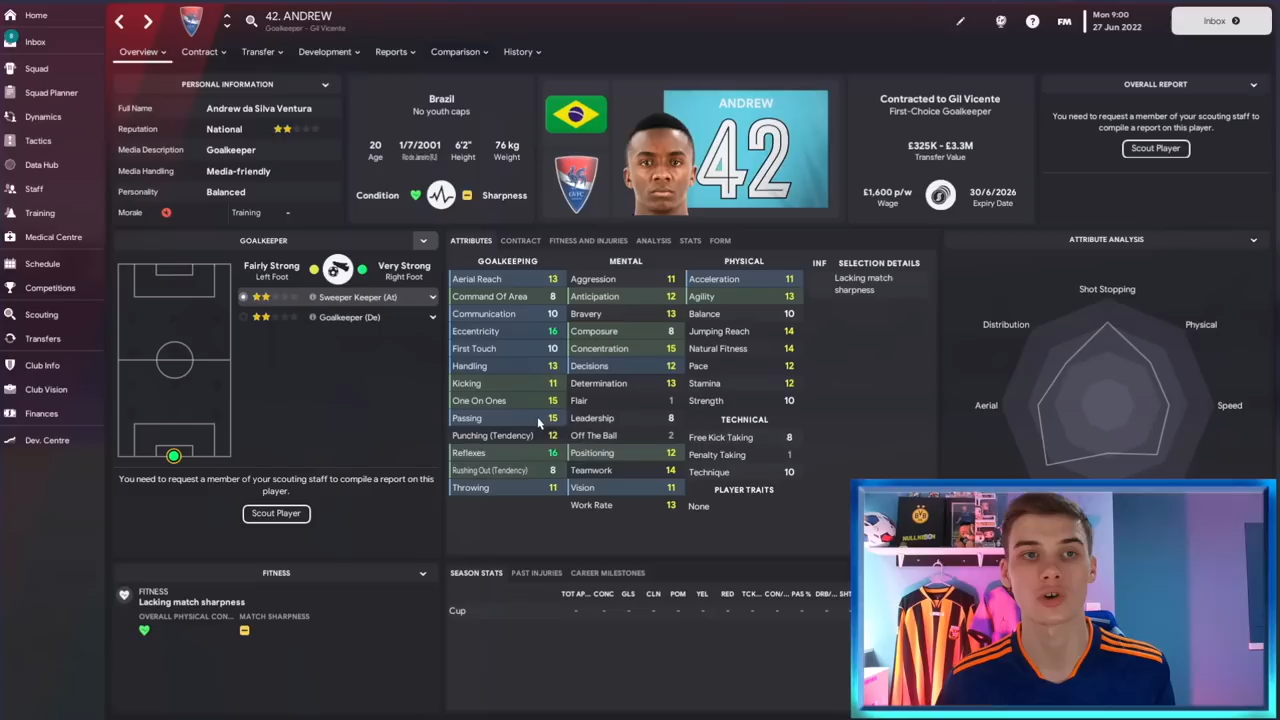 Home
Inbox
Squad
Squad Planner
Dynamics
Tactics
Data Hub
Staff
Training
Medical Centre
Schedule
Competitions
Scouting
Transfers
Club Info
Club Vision
Finances
Dev. Centre
42. ANDREW
Goalkeeper - Gil Vicente
FM
Mon 9:00
27 Jun 2022
Inbox
Overview
Contract
Transfer
Development
Reports
Comparison
History
PERSONAL INFORMATION
Full Name Andrew da Silva Ventura
Reputation National
Media Description Goalkeeper
Media Handling Media-friendly
Personality Balanced
Morale Training -
Brazil
No youth caps
20 1/7/2001 6'2" 76 kg
Age Height Weight
Condition Sharpness
ANDREW
42
Contracted to Gil Vicente
First-Choice Goalkeeper
£325K - £3.3M
Transfer Value
£1,600 p/w 30/6/2026
Wage Expiry Date
OVERALL REPORT
You need to request a member of your scouting staff to
compile a report on this player.
Scout Player
GOALKEEPER
Fairly Strong Very Strong
Left Foot Right Foot
Sweeper Keeper (At)
Goalkeeper (De)
You need to request a member of your scouting staff to compile a report on this
player.
Scout Player
ATTRIBUTES CONTRACT FITNESS AND INJURIES ANALYSIS STATS FORM
GOALKEEPING
Aerial Reach 13
Command Of Area 8
Communication 10
Eccentricity 16
First Touch 10
Handling 13
Kicking 11
One On Ones 15
Passing 15
Punching (Tendency) 12
Reflexes 16
Rushing Out (Tendency) 8
Throwing 11
MENTAL
Aggression 11
Anticipation 12
Bravery 13
Composure 8
Concentration 15
Decisions 12
Determination 13
Flair 1
Leadership 8
Off The Ball 2
Positioning 12
Teamwork 14
Vision 11
Work Rate 13
PHYSICAL
Acceleration 11
Agility 13
Balance 10
Jumping Reach 14
Natural Fitness 14
Pace 12
Stamina 12
Strength 10
TECHNICAL
Free Kick Taking 8
Penalty Taking 1
Technique 10
PLAYER TRAITS
None
INF SELECTION DETAILS
Lacking match
sharpness
ATTRIBUTE ANALYSIS
Shot Stopping
Distribution Physical
Aerial Speed
FITNESS
FITNESS
Lacking match sharpness
OVERALL PHYSICAL CON... MATCH SHARPNESS
SEASON STATS PAST INJURIES CAREER MILESTONES
TOT AP... CONC GLS CLN POM YEL RED TCK... CON/... PAS % DRB/... SHT
Cup - - - - - - - - - - -